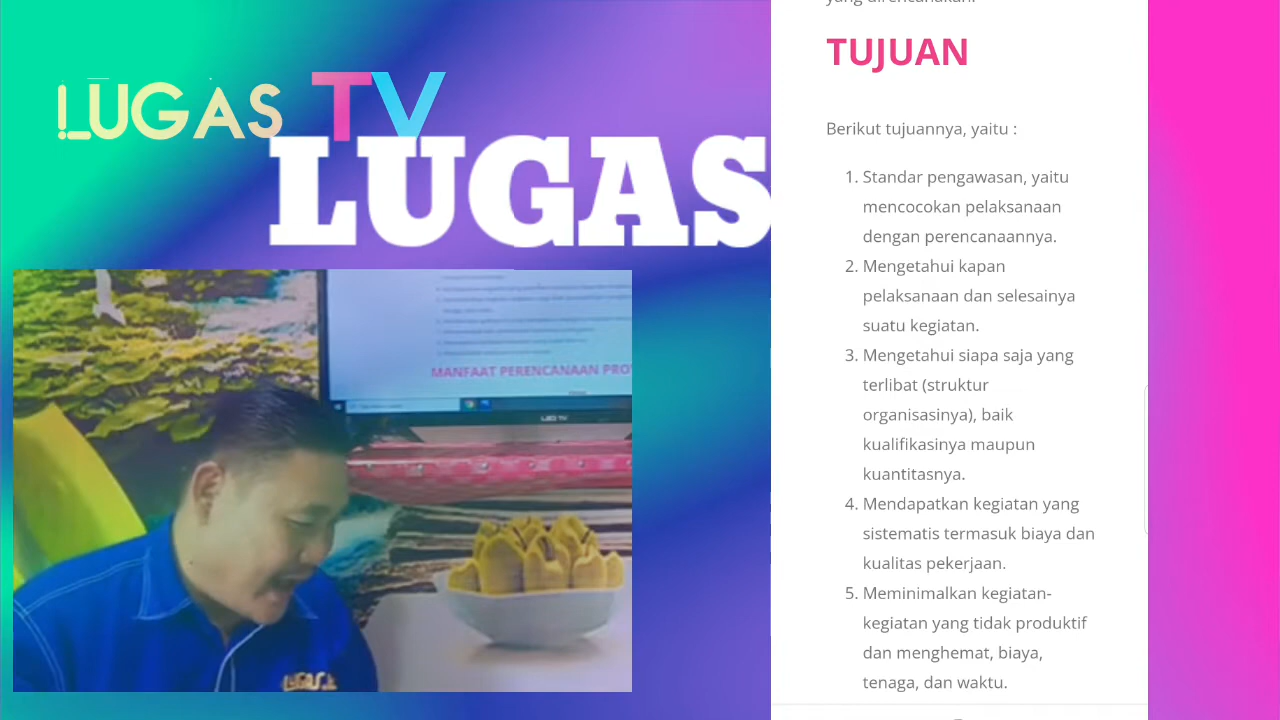 LUGAS TV
LUGAS
MANFAAT PERENCANAAN
LUGAS
yang direncanakan.
TUJUAN
Berikut tujuannya, yaitu :
1. Standar pengawasan, yaitu
mencocokan pelaksanaan
dengan perencanaannya.
2. Mengetahui kapan
pelaksanaan dan selesainya
suatu kegiatan.
3. Mengetahui siapa saja yang
terlibat (struktur
organisasinya), baik
kualifikasinya maupun
kuantitasnya.
4. Mendapatkan kegiatan yang
sistematis termasuk biaya dan
kualitas pekerjaan.
5. Meminimalkan kegiatan-
kegiatan yang tidak produktif
dan menghemat, biaya,
tenaga, dan waktu.